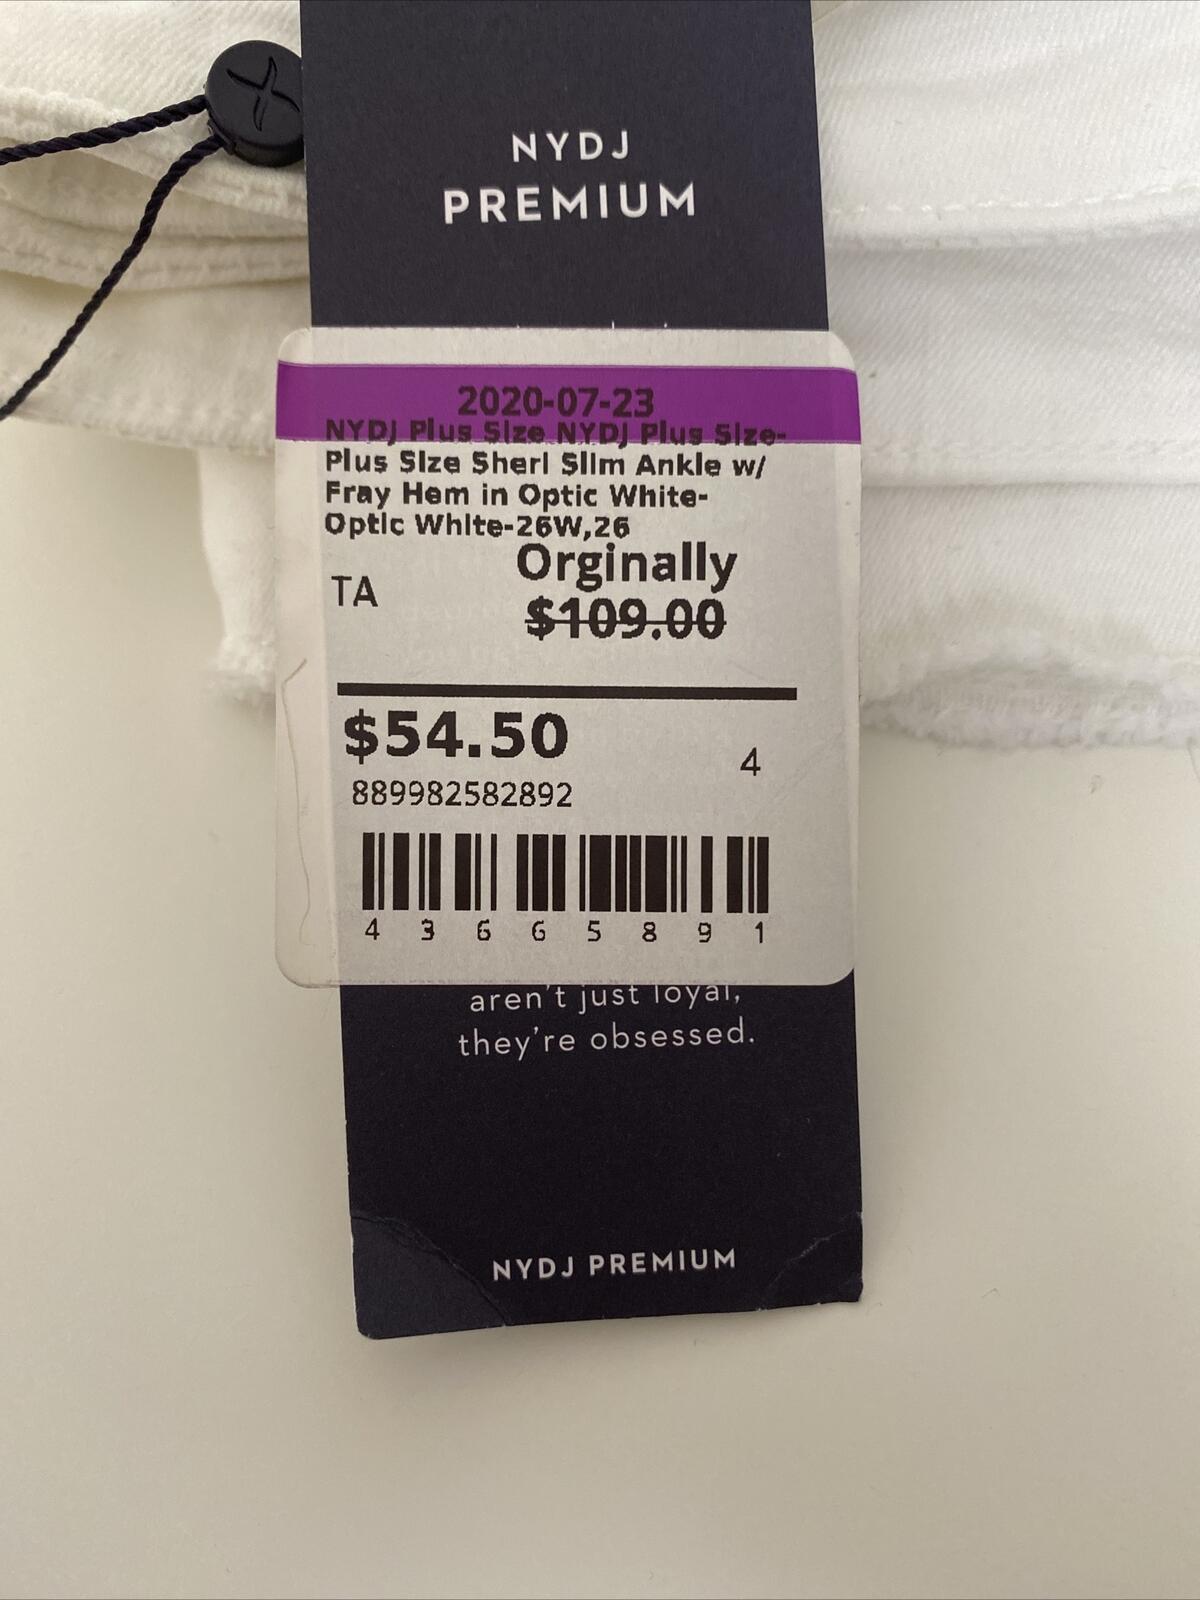 NYDJ
PREMIUM
2020-07-23
NYDJ Plus Size NYDJ Plus Size-
Plus Size Sheri Slim Ankle w/
Fray Hem in Optic White-
Optic White-26W,26
Orginally
TA
$109.00
$54.50
4
889982582892
4 3 6 6 5 8 9 1
aren't just loyal,
they're obsessed.
NYDJ PREMIUM